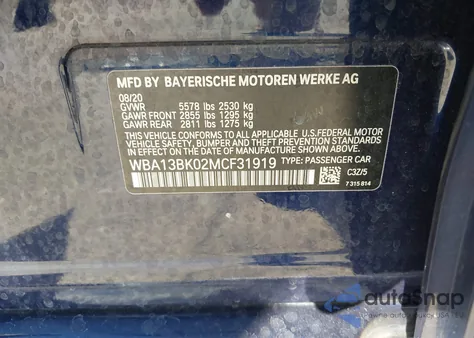 MFD BY BAYERISCHE MOTOREN WERKE AG
08/20
GVWR 5578 lbs 2530 kg
GAWR FRONT 2855 lbs 1295 kg
GAWR REAR 2811 lbs 1275 kg
THIS VEHICLE CONFORMS TO ALL APPLICABLE U.S. FEDERAL MOTOR
VEHICLE SAFETY, BUMPER, AND THEFT PREVENTION STANDARDS IN
EFFECT ON THE DATE OF MANUFACTURE SHOWN ABOVE.
WBA13BK02MCF31919 TYPE: PASSENGER CAR
C3Z/5
7 315 814
autoSnap